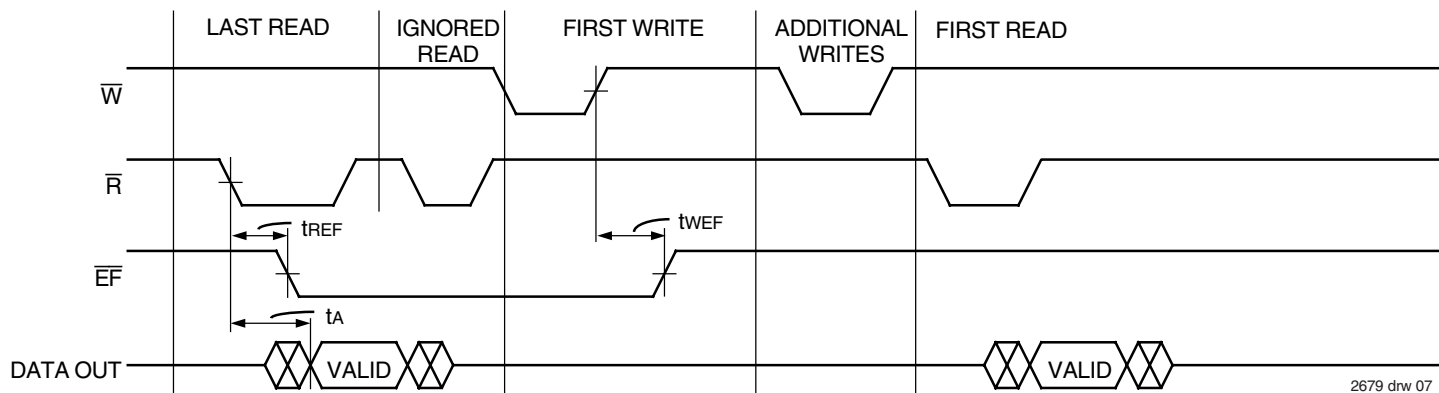 LAST READ
IGNORED
READ
FIRST WRITE
ADDITIONAL
WRITES
FIRST READ
W̅
R̅
tREF
tWEF
E̅F̅
tA
DATA OUT
VALID
VALID
2679 drw 07